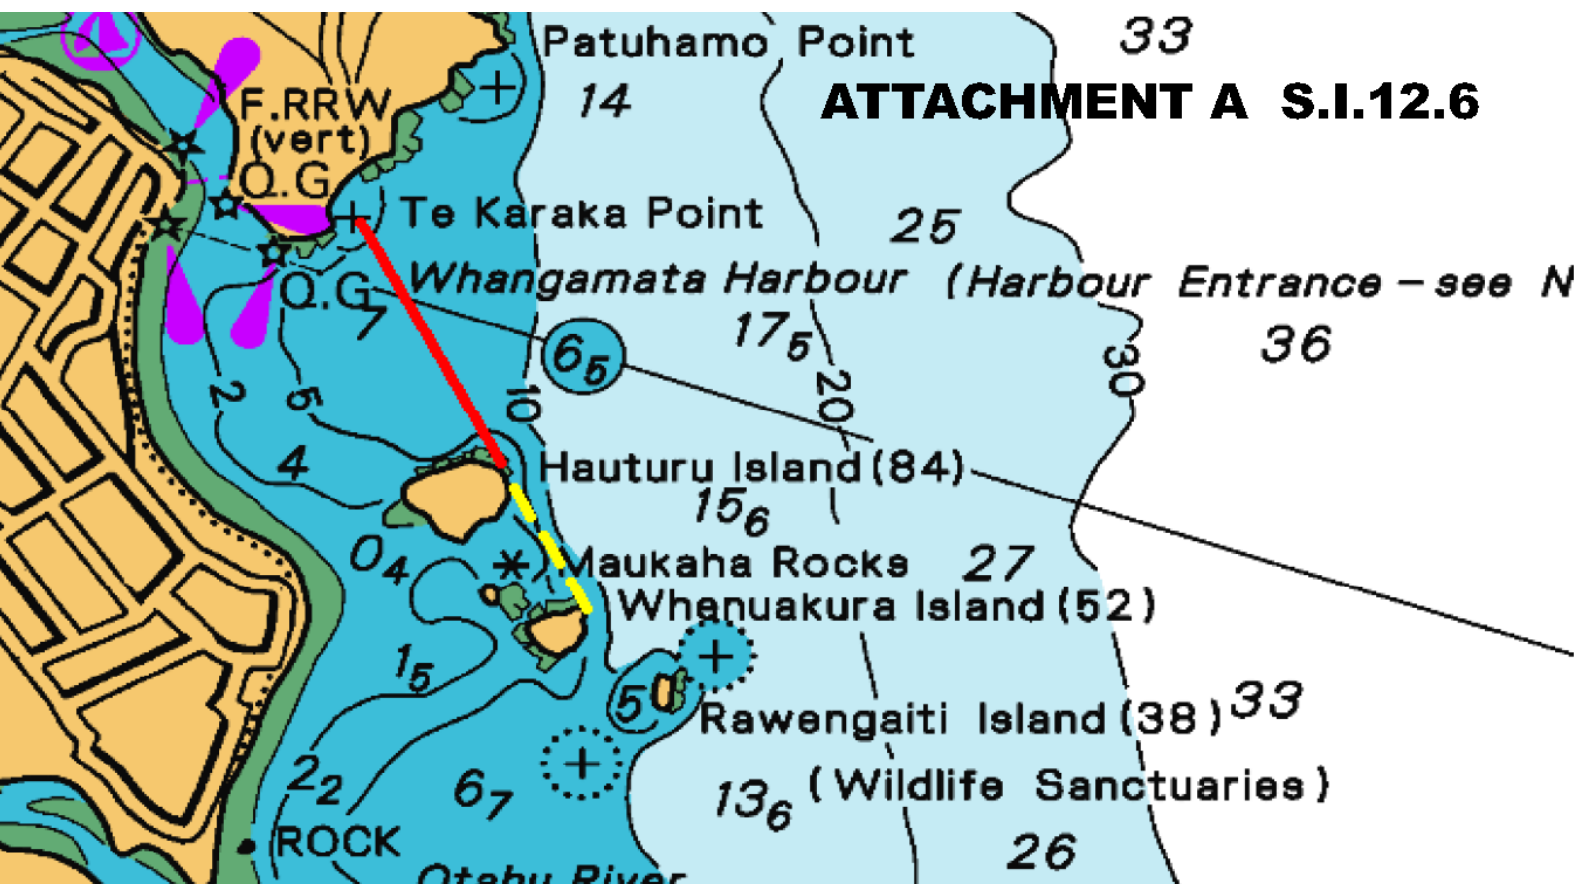 Patuhamo Point
33
14
ATTACHMENT A S.I.12.6
F.RRW
(vert)
Q.G
Te Karaka Point
25
Whangamata Harbour (Harbour Entrance – see N
Q.G
7
17₅
36
6₅
30
2
5
10
20
4
Hauturu Island (84)
15₆
0₄
Maukaha Rocks
27
Whenuakura Island (52)
1₅
5
Rawengaiti Island (38)
33
2₂
6₇
13₆
(Wildlife Sanctuaries)
ROCK
26
Otahu River